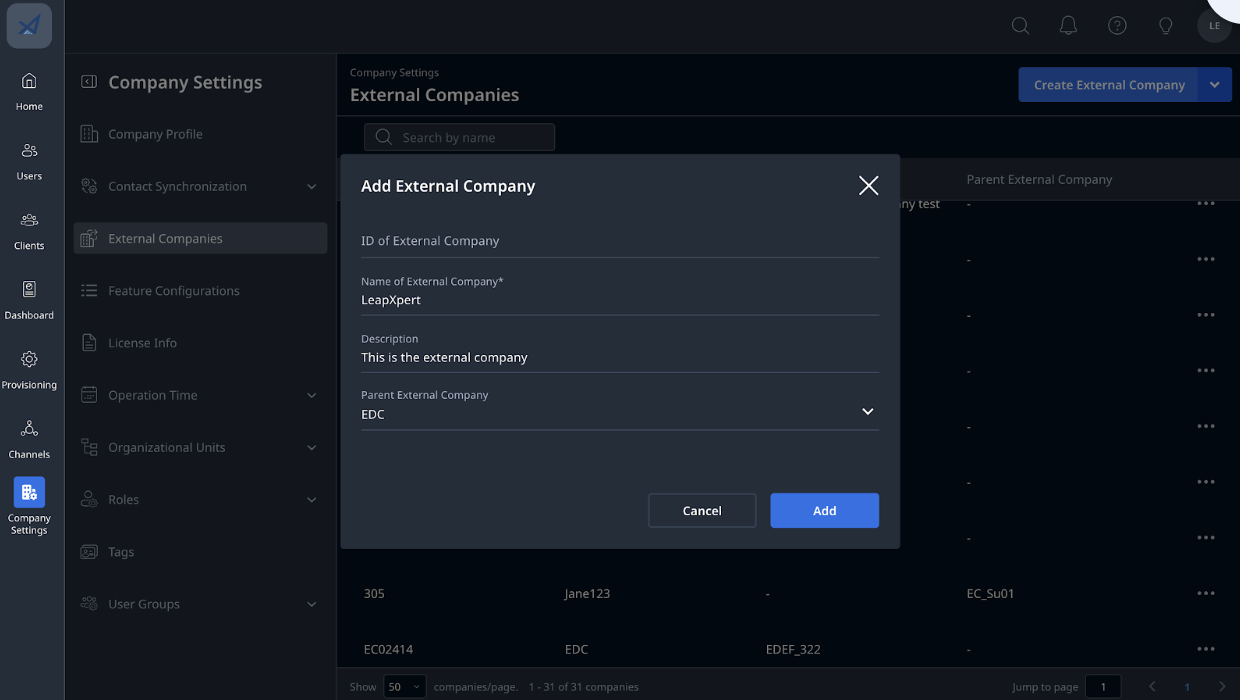 LE
Home
Users
Clients
Dashboard
Provisioning
Channels
Company
Settings
Company Settings
Company Profile
Contact Synchronization
External Companies
Feature Configurations
License Info
Operation Time
Organizational Units
Roles
Tags
User Groups
Company Settings
External Companies
Create External Company
Search by name
Parent External Company
test -
-
-
-
-
-
-
Add External Company
ID of External Company
Name of External Company*
LeapXpert
Description
This is the external company
Parent External Company
EDC
Cancel Add
305 Jane123 - EC_Su01
EC02414 EDC EDEF_322 -
Show 50 companies/page. 1 - 31 of 31 companies
Jump to page 1 1